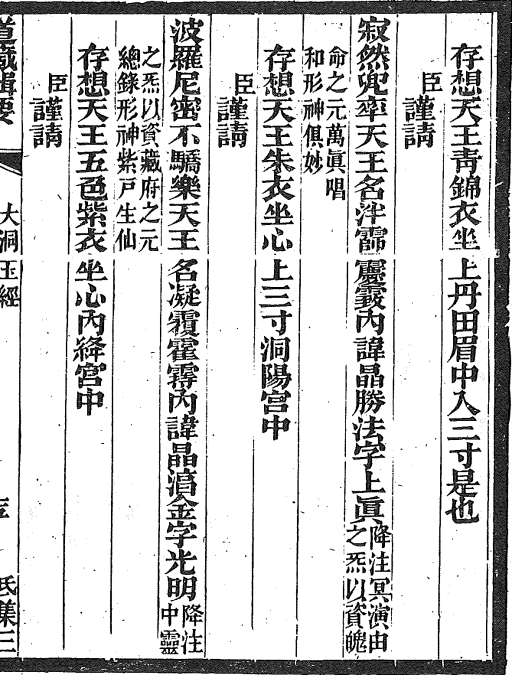 存想天王青錦衣坐上丹田眉中入三寸是也
臣謹請
寂然兜率天王名泮霈靈霞內諱晶勝法字上眞降注冥演由之炁以資魄
命之元萬眞唱和形神俱妙
存想天王朱衣坐心上三寸洞陽宮中
臣謹請
波羅尼密不驕樂天王名凝霞霍霧內諱晶滔金字光明降注中靈
之炁以資藏府之元總錄形神紫戸生仙
存想天王五色紫衣坐心內絳宮中
臣謹請
道藏輯要
大洞玉經
氐集三